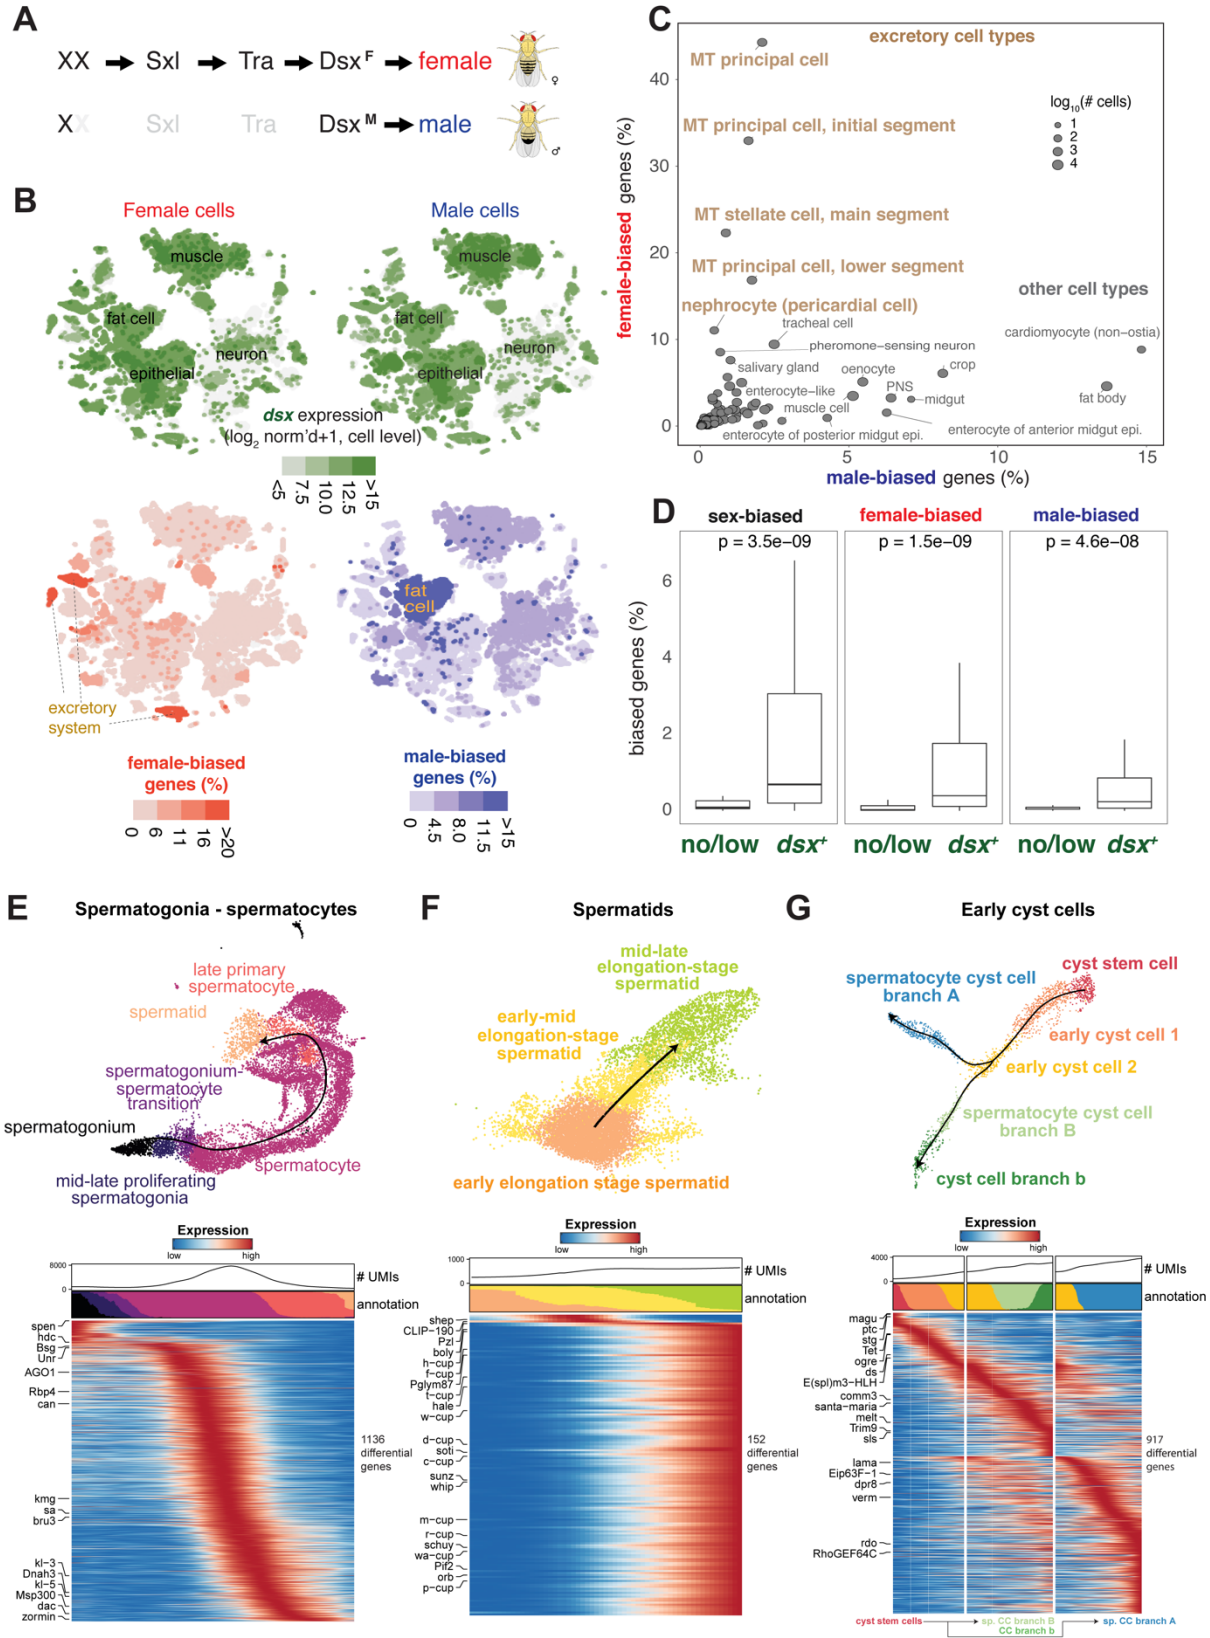 A
XX Sxl Tra Dsx F female ♀
XX Sxl Tra Dsx M male ♂
B
Female cells
Male cells
muscle
fat cell
neuron
epithelial
muscle
fat cell
neuron
epithelial
dsx expression
(log2 norm'd+1, cell level)
<5 7.5 10.0 12.5 >15
excretory
system
fat
cell
female-biased
genes (%)
0 6 11 16 >20
male-biased
genes (%)
0 4.5 8.0 11.5 >15
C
excretory cell types
MT principal cell
log10(# cells)
1
2
3
4
MT principal cell, initial segment
MT stellate cell, main segment
MT principal cell, lower segment
other cell types
nephrocyte (pericardial cell)
tracheal cell
cardiomyocyte (non−ostia)
pheromone−sensing neuron
salivary gland
oenocyte
crop
enterocyte−like
PNS
midgut
fat body
muscle cell
enterocyte of posterior midgut epi.
enterocyte of anterior midgut epi.
female-biased genes (%)
40
30
20
10
0
0 5 10 15
male-biased genes (%)
D
sex-biased
p = 3.5e−09
female-biased
p = 1.5e−09
male-biased
p = 4.6e−08
biased genes (%)
6
4
2
0
no/low dsx+
no/low dsx+
no/low dsx+
E
Spermatogonia - spermatocytes
late primary
spermatocyte
spermatid
spermatogonium-
spermatocyte
transition
spermatogonium
spermatocyte
mid-late proliferating
spermatogonia
Expression
low high
8000
0
# UMIs
annotation
spen
hdc
Bsg
Unr
AGO1
Rbp4
can
kmg
sa
bru3
kl−3
Dnah3
kl−5
Msp300
dac
zormin
1136
differential
genes
F
Spermatids
mid-late
elongation-stage
spermatid
early-mid
elongation-stage
spermatid
early elongation stage spermatid
Expression
low high
1000
0
# UMIs
annotation
shep
CLIP−190
Pzl
boly
h−cup
f−cup
Pglym87
t−cup
hale
w−cup
d−cup
soti
c−cup
sunz
whip
m−cup
r−cup
schuy
wa−cup
Pif2
orb
p−cup
152
differential
genes
G
Early cyst cells
cyst stem cell
spermatocyte cyst cell
branch A
early cyst cell 1
early cyst cell 2
spermatocyte cyst cell
branch B
cyst cell branch b
Expression
low high
4000
0
# UMIs
annotation
magu
ptc
stg
Tet
ogre
ds
E(spl)m3−HLH
comm3
santa−maria
melt
Trim9
sls
lama
Eip63F−1
dpr8
verm
rdo
RhoGEF64C
917
differential
genes
cyst stem cells
sp. CC branch B
CC branch b
sp. CC branch A